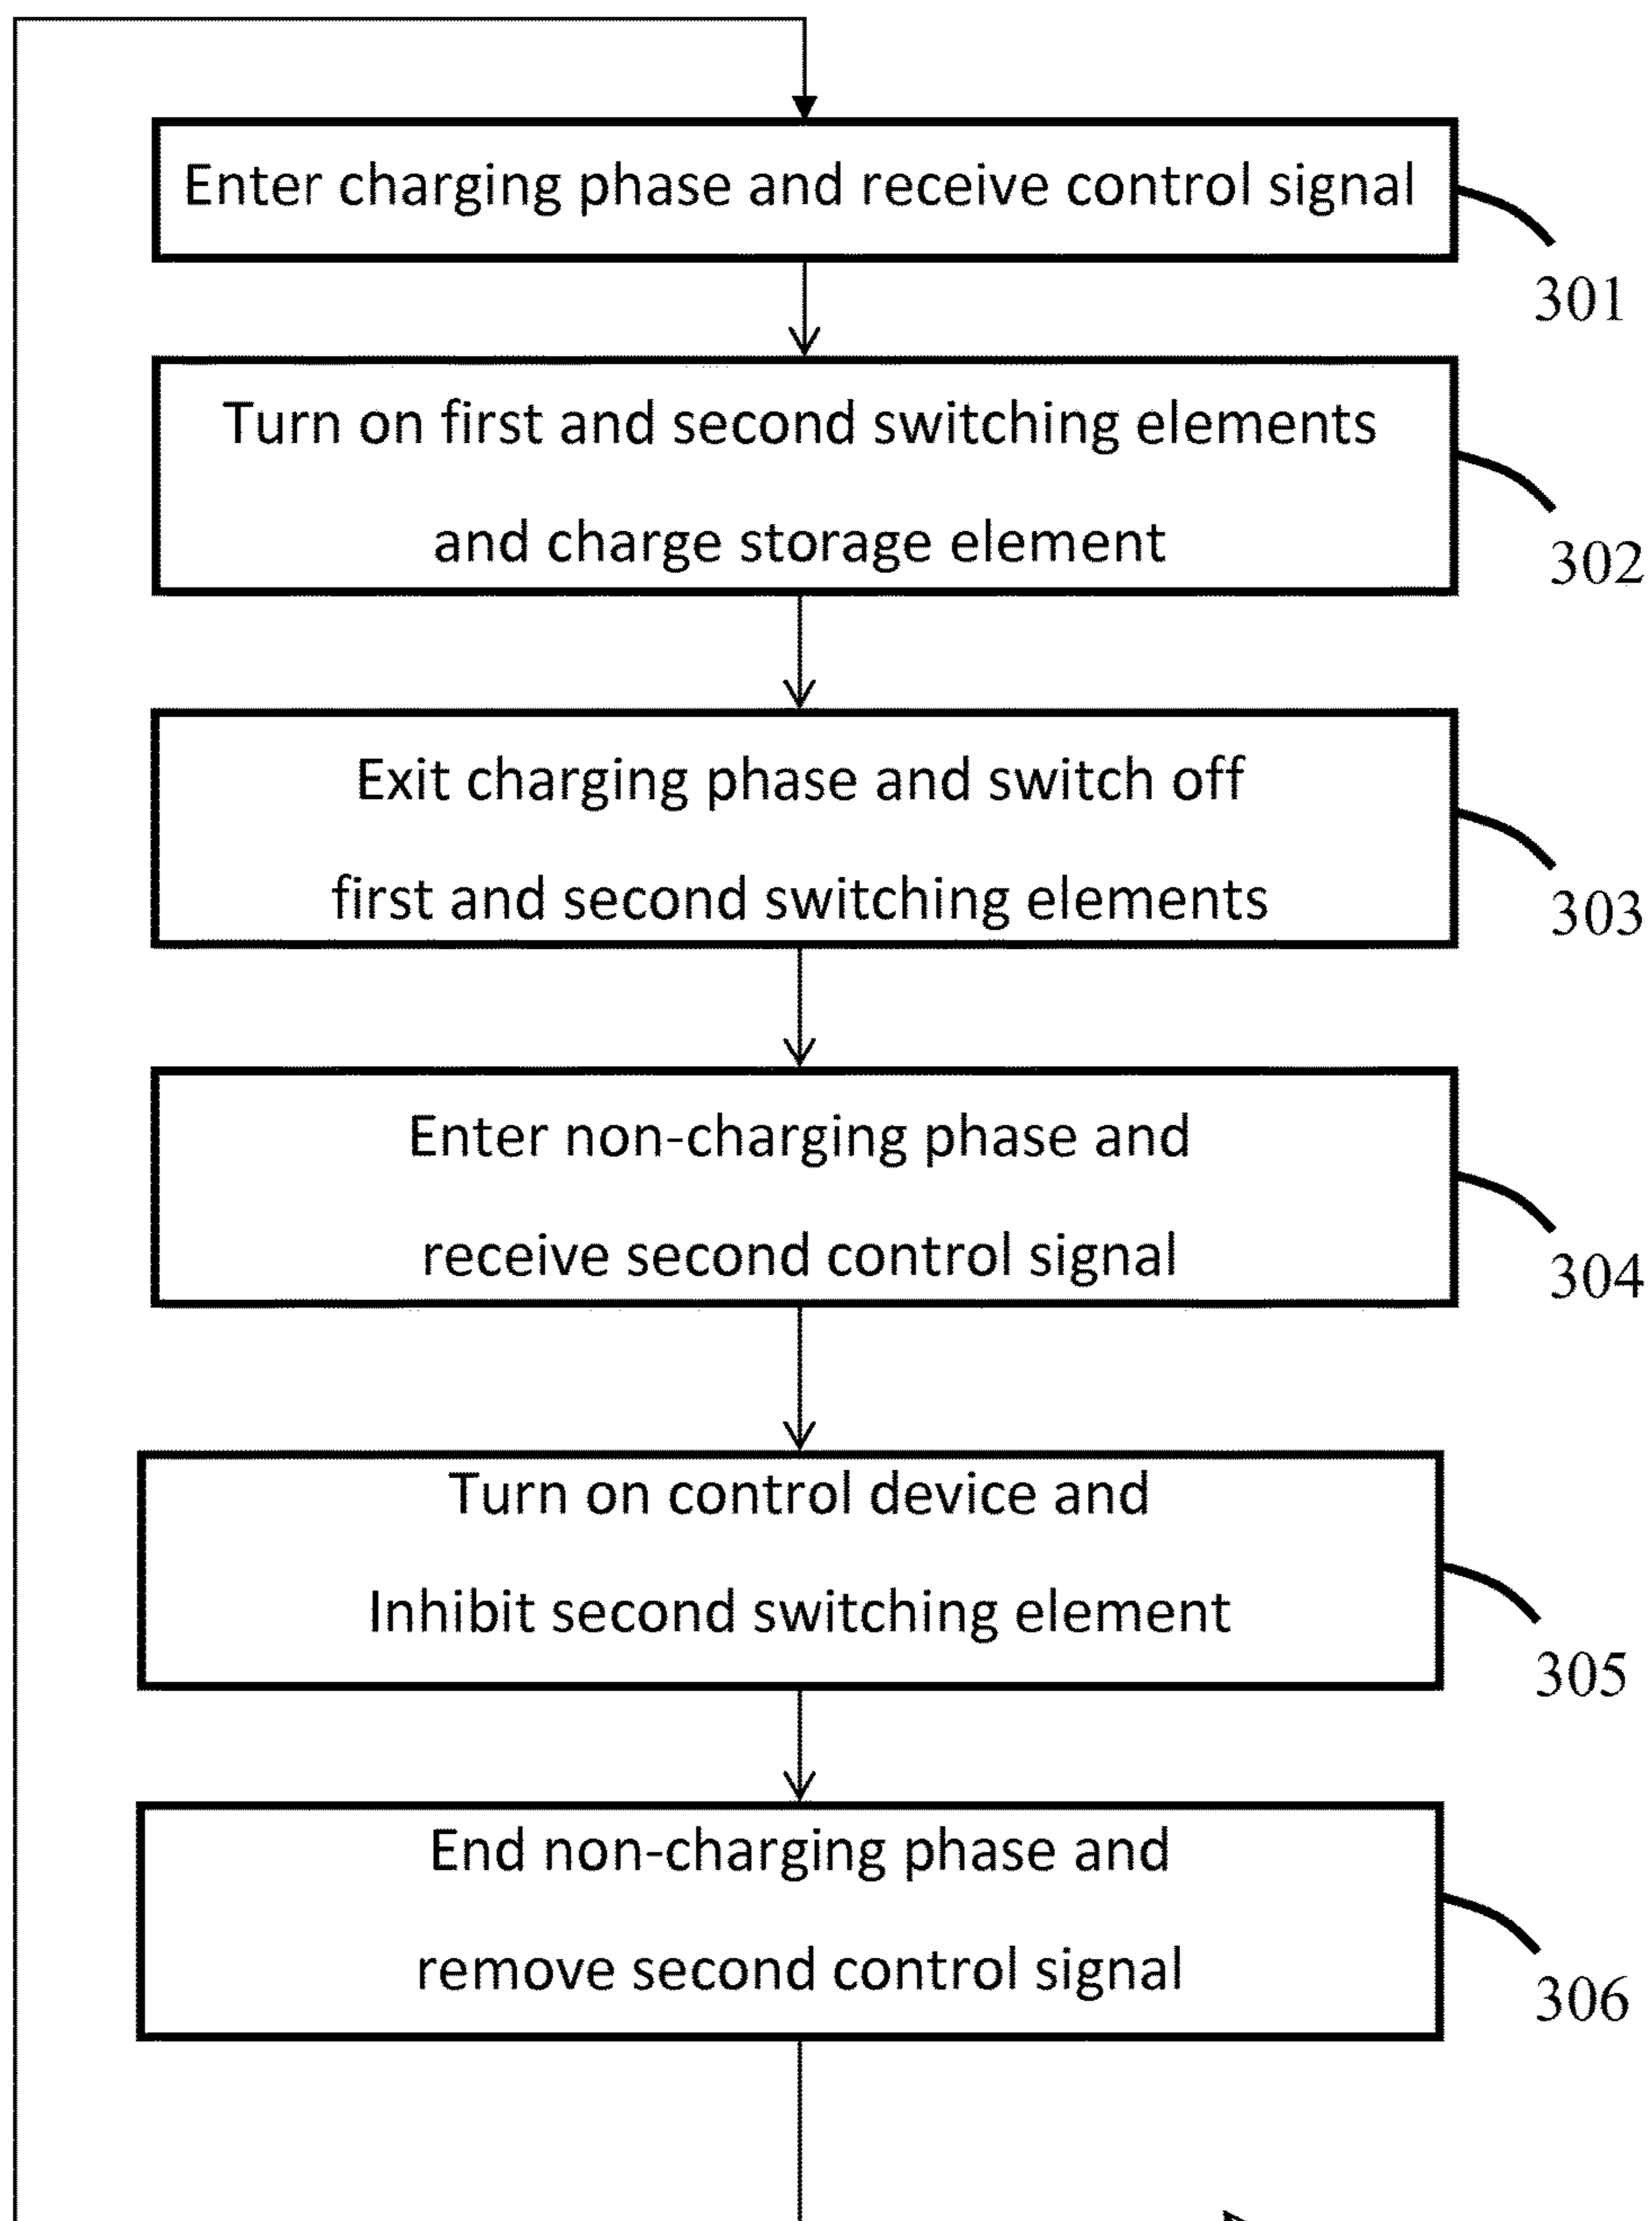 Enter charging phase and receive control signal
301
Turn on first and second switching elements
and charge storage element
302
Exit charging phase and switch off
first and second switching elements
303
Enter non-charging phase and
receive second control signal
304
Turn on control device and
Inhibit second switching element
305
End non-charging phase and
remove second control signal
306